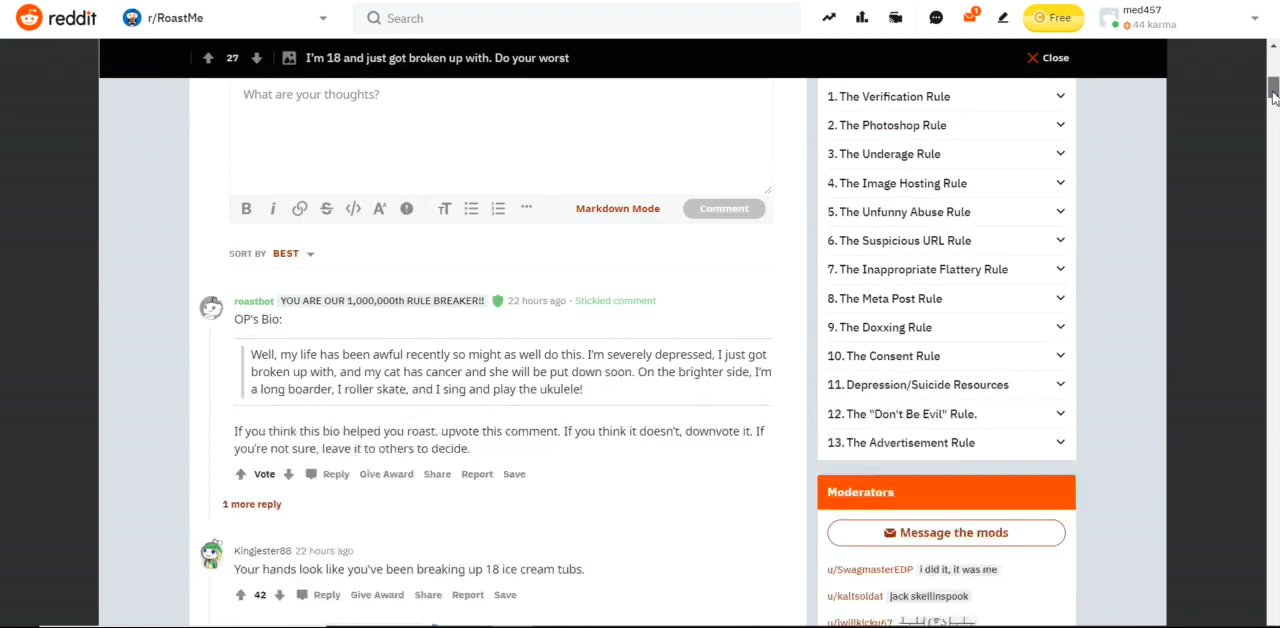 reddit
r/RoastMe
Search
1
Free
med457
44 karma
27
I'm 18 and just got broken up with. Do your worst
Close
What are your thoughts?
Markdown Mode
Comment
SORT BY BEST
roastbot YOU ARE OUR 1,000,000th RULE BREAKER!! 22 hours ago · Stickied comment
OP's Bio:
Well, my life has been awful recently so might as well do this. I'm severely depressed, I just got
broken up with, and my cat has cancer and she will be put down soon. On the brighter side, I'm
a long boarder, I roller skate, and I sing and play the ukulele!
If you think this bio helped you roast, upvote this comment. If you think it doesn't, downvote it. If
you're not sure, leave it to others to decide.
Vote Reply Give Award Share Report Save
1 more reply
Kingjester88 22 hours ago
Your hands look like you've been breaking up 18 ice cream tubs.
42 Reply Give Award Share Report Save
1. The Verification Rule
2. The Photoshop Rule
3. The Underage Rule
4. The Image Hosting Rule
5. The Unfunny Abuse Rule
6. The Suspicious URL Rule
7. The Inappropriate Flattery Rule
8. The Meta Post Rule
9. The Doxxing Rule
10. The Consent Rule
11. Depression/Suicide Resources
12. The "Don't Be Evil" Rule.
13. The Advertisement Rule
Moderators
Message the mods
u/SwagmasterEDP i did it, it was me
u/kaltsoldat jack skellinspook
u/iwillkicku67